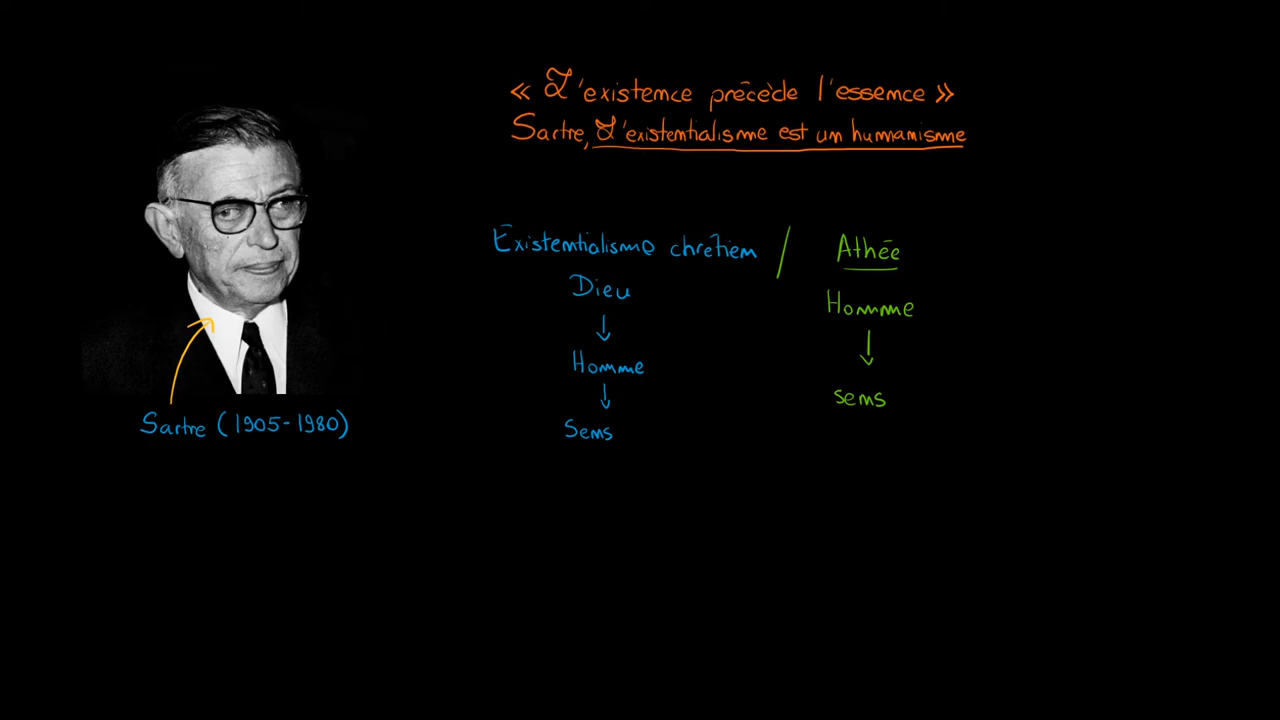 « L'existence précède l'essence »
Sartre, L'existentialisme est un humanisme
Existentialisme chrétien / Athée
Dieu
Homme
Homme
sens
Sens
Sartre (1905-1980)